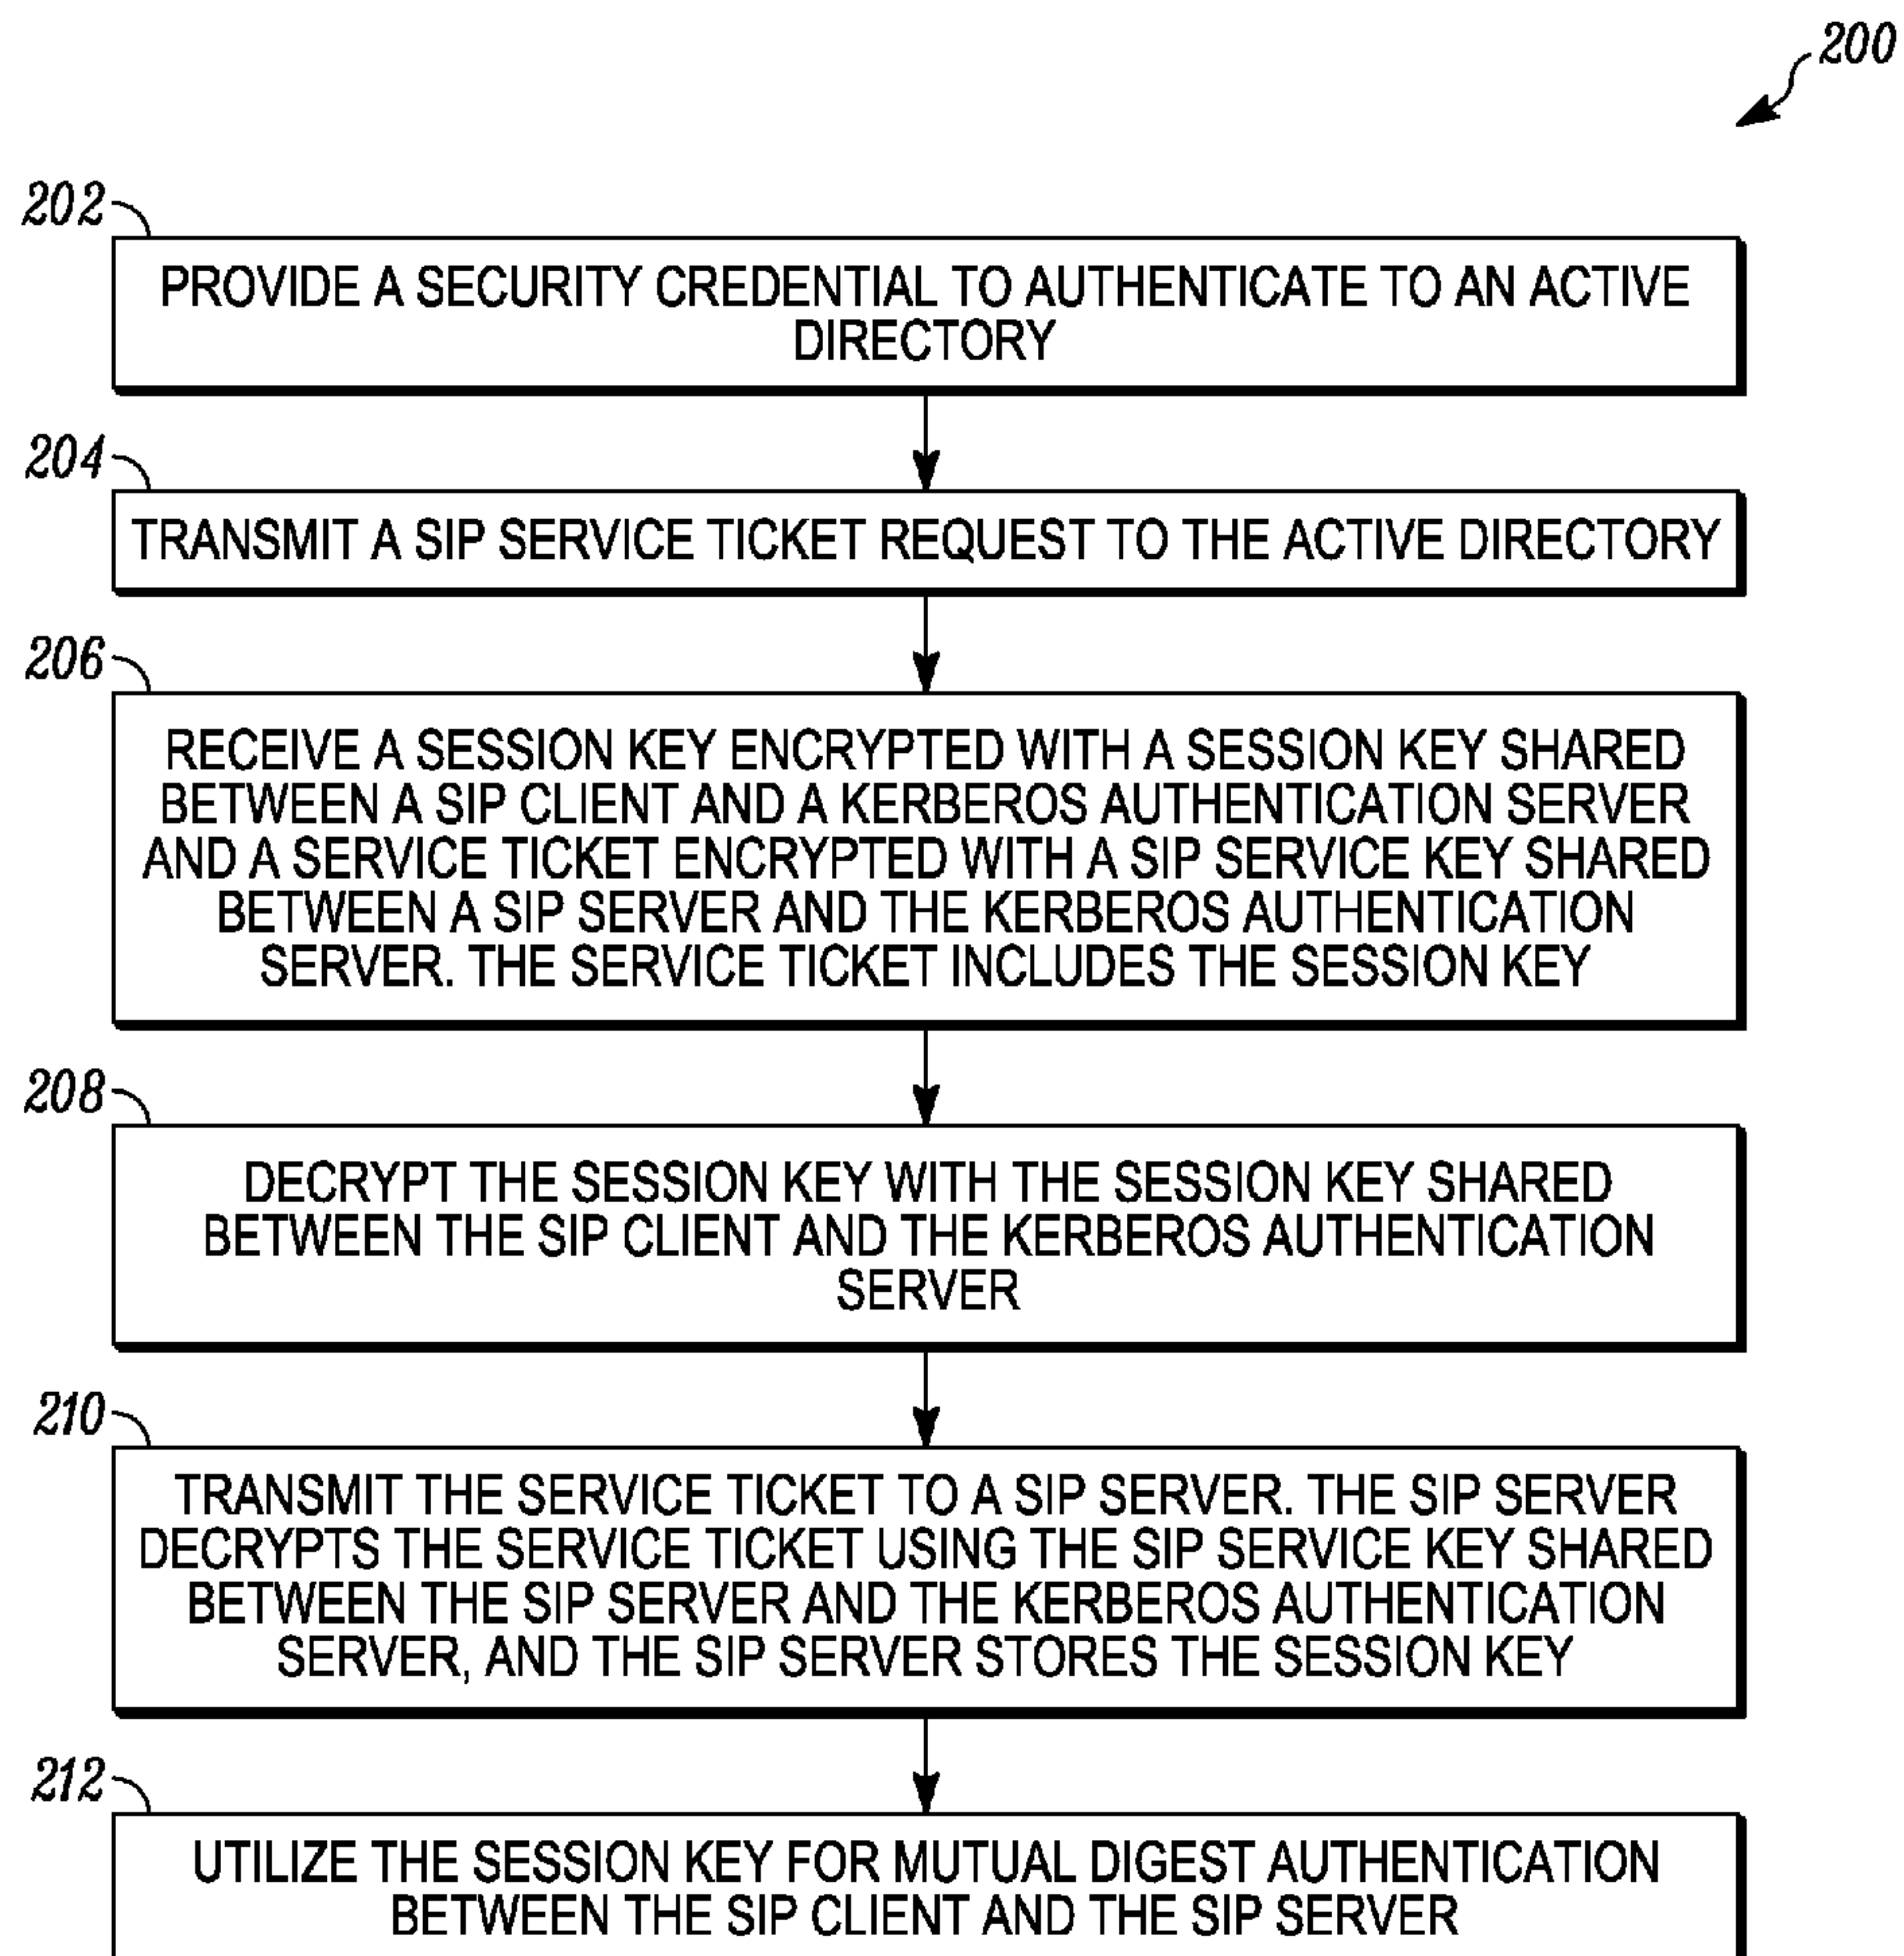 200
202
PROVIDE A SECURITY CREDENTIAL TO AUTHENTICATE TO AN ACTIVE
DIRECTORY
204
TRANSMIT A SIP SERVICE TICKET REQUEST TO THE ACTIVE DIRECTORY
206
RECEIVE A SESSION KEY ENCRYPTED WITH A SESSION KEY SHARED
BETWEEN A SIP CLIENT AND A KERBEROS AUTHENTICATION SERVER
AND A SERVICE TICKET ENCRYPTED WITH A SIP SERVICE KEY SHARED
BETWEEN A SIP SERVER AND THE KERBEROS AUTHENTICATION
SERVER. THE SERVICE TICKET INCLUDES THE SESSION KEY
208
DECRYPT THE SESSION KEY WITH THE SESSION KEY SHARED
BETWEEN THE SIP CLIENT AND THE KERBEROS AUTHENTICATION
SERVER
210
TRANSMIT THE SERVICE TICKET TO A SIP SERVER. THE SIP SERVER
DECRYPTS THE SERVICE TICKET USING THE SIP SERVICE KEY SHARED
BETWEEN THE SIP SERVER AND THE KERBEROS AUTHENTICATION
SERVER, AND THE SIP SERVER STORES THE SESSION KEY
212
UTILIZE THE SESSION KEY FOR MUTUAL DIGEST AUTHENTICATION
BETWEEN THE SIP CLIENT AND THE SIP SERVER